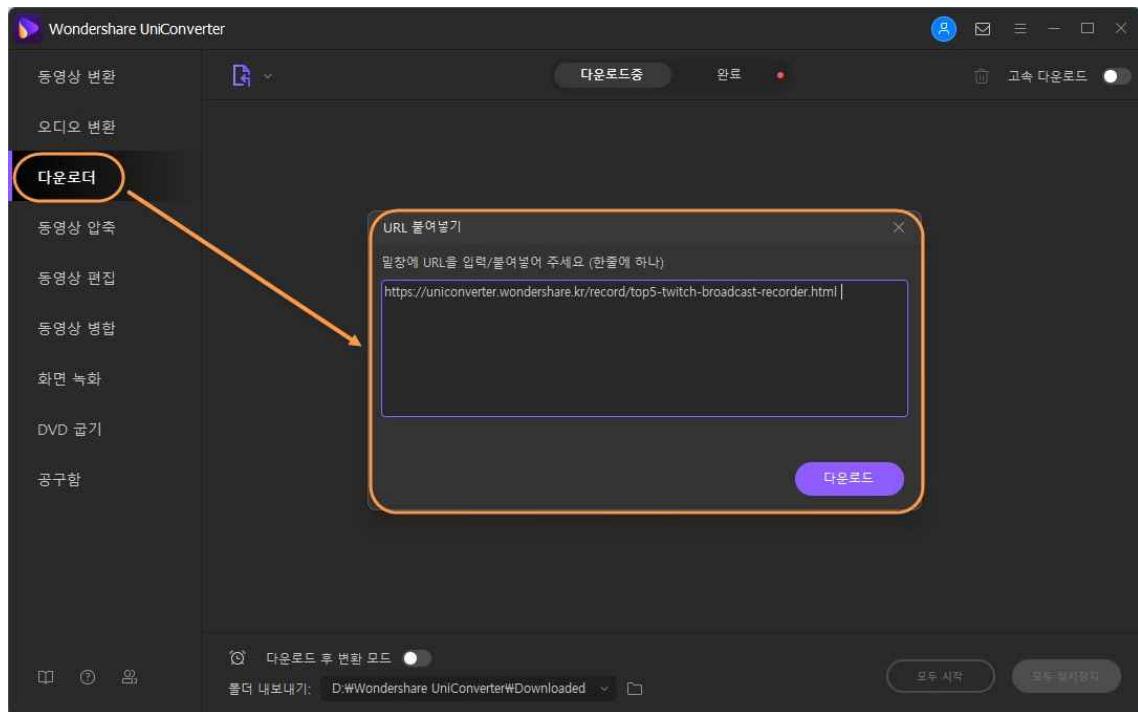 Wondershare UniConverter
동영상 변환
다운로드중
완료
고속 다운로드
오디오 변환
다운로더
동영상 압축
동영상 편집
동영상 병합
화면 녹화
DVD 굽기
공구함
URL 붙여넣기
밑창에 URL을 입력/붙여넣어 주세요 (한줄에 하나)
https://uniconverter.wondershare.kr/record/top5-twitch-broadcast-recorder.html
다운로드
다운로드 후 변환 모드
폴더 내보내기: D:₩Wondershare UniConverter₩Downloaded
모두 시작
모두 일시정지